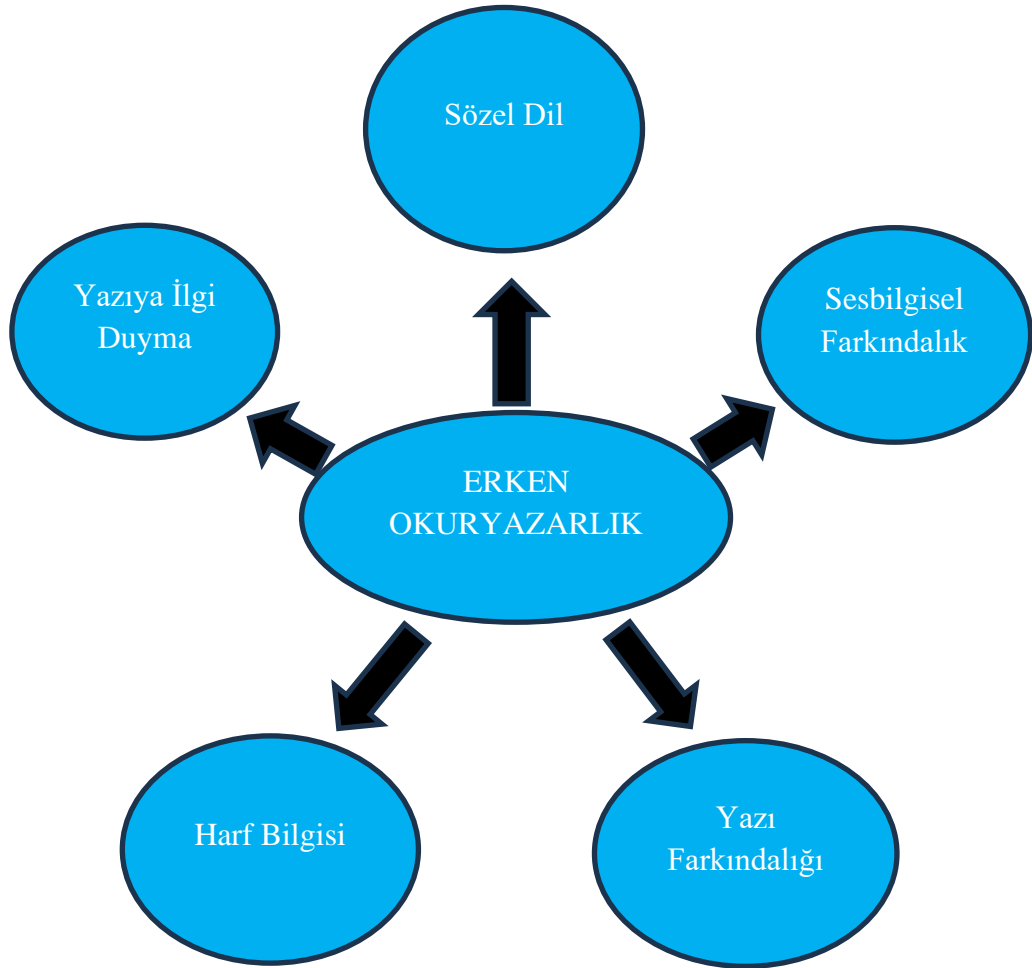 Sözel Dil
Yazıya İlgi
Duyma
Sesbilgisel
Farkındalık
ERKEN
OKURYAZARLIK
Harf Bilgisi
Yazı
Farkındalığı